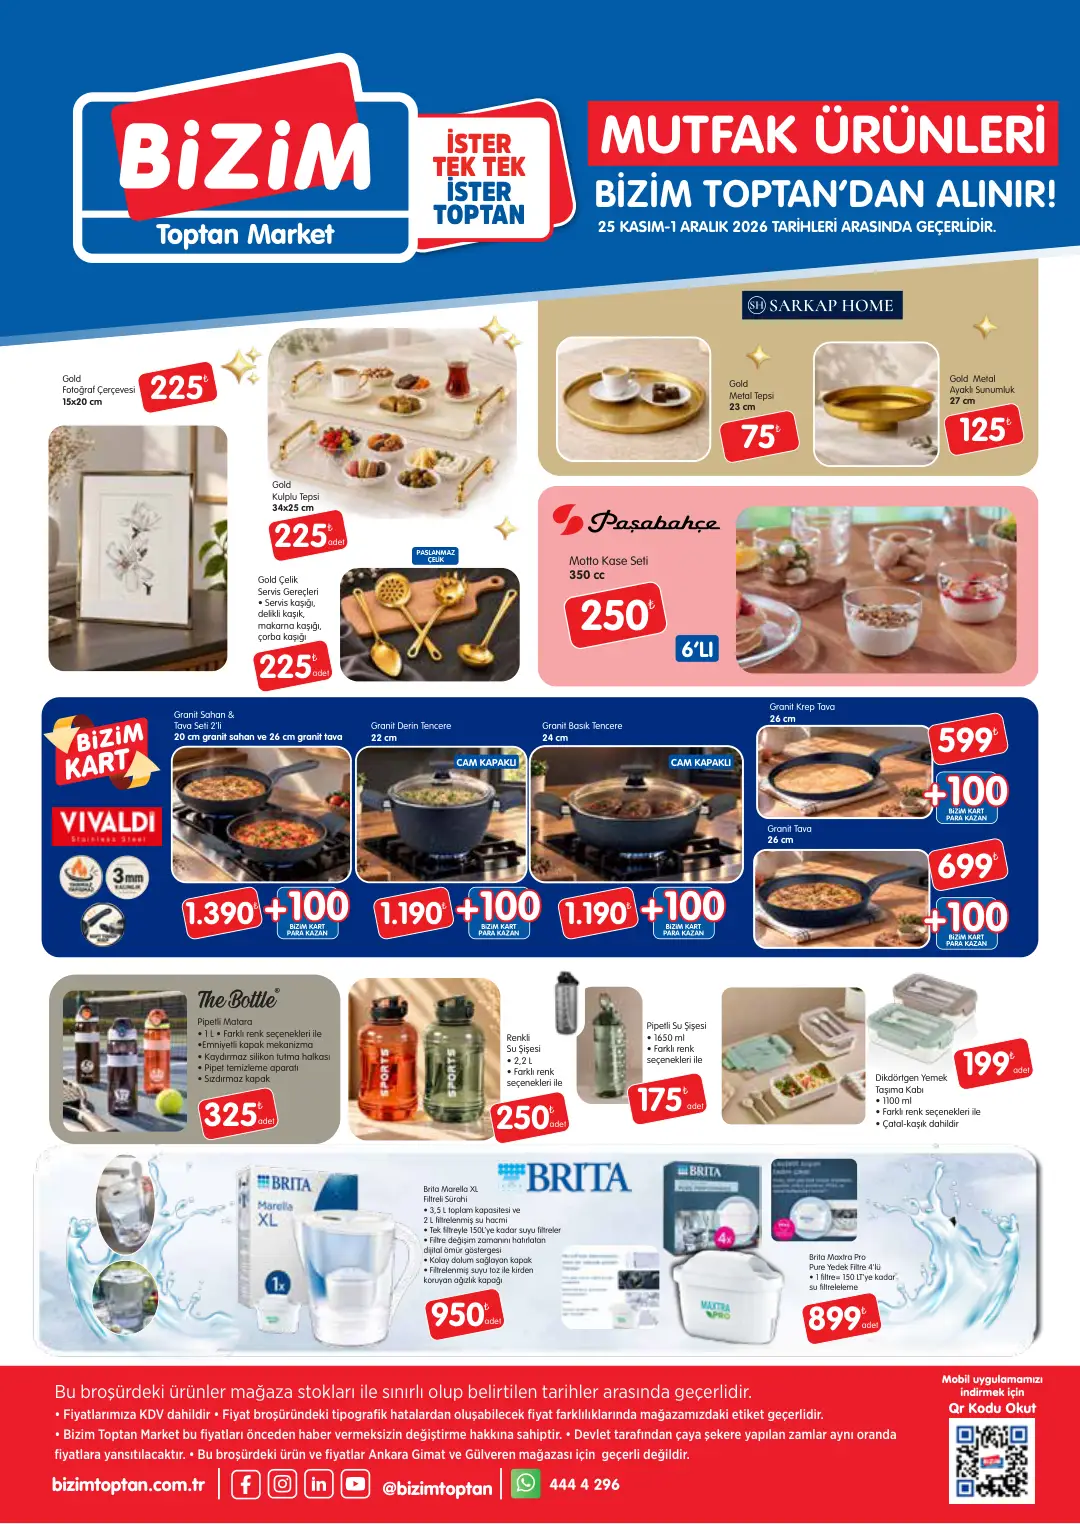 BİZİM
Toptan Market
İSTER
TEK TEK
İSTER
TOPTAN
MUTFAK ÜRÜNLERİ
BİZİM TOPTAN'DAN ALINIR!
25 KASIM-1 ARALIK 2026 TARİHLERİ ARASINDA GEÇERLİDİR.
SH SARKAP HOME
Gold
Fotoğraf Çerçevesi
15x20 cm
225₺
Gold
Kulplu Tepsi
34x25 cm
225₺
adet
Gold
Metal Tepsi
23 cm
75₺
Gold Metal
Ayaklı Sunumluk
27 cm
125₺
PASLANMAZ
ÇELİK
Gold Çelik
Servis Gereçleri
• Servis kaşığı,
delikli kaşık,
makarna kaşığı,
çorba kaşığı
225₺
adet
Paşabahçe
Motto Kase Seti
350 cc
250₺
6'LI
BİZİM
KART
VIVALDI
Stainless Steel
3mm
KALINLIK
Granit Sahan &
Tava Seti 2'li
20 cm granit sahan ve 26 cm granit tava
1.390₺
+100
BİZİM KART
PARA KAZAN
Granit Derin Tencere
22 cm
CAM KAPAKLI
1.190₺
+100
BİZİM KART
PARA KAZAN
Granit Basık Tencere
24 cm
CAM KAPAKLI
1.190₺
+100
BİZİM KART
PARA KAZAN
Granit Krep Tava
26 cm
599₺
+100
BİZİM KART
PARA KAZAN
Granit Tava
26 cm
699₺
+100
BİZİM KART
PARA KAZAN
The Bottle®
Pipetli Matara
• 1 L • Farklı renk seçenekleri ile
•Emniyetli kapak mekanizma
• Kaydırmaz silikon tutma halkası
• Pipet temizleme aparatı
• Sızdırmaz kapak
325₺
adet
SPORTS
SPORTS
Renkli
Su Şişesi
• 2,2 L
• Farklı renk
seçenekleri ile
250₺
adet
Pipetli Su Şişesi
• 1650 ml
• Farklı renk
seçenekleri ile
175₺
adet
Dikdörtgen Yemek
Taşıma Kabı
• 1100 ml
• Farklı renk seçenekleri ile
• Çatal-kaşık dahildir
199₺
adet
BRITA
Marella
XL
1x
Brita Marella XL
Filtreli Sürahi
• 3,5 L toplam kapasitesi ve
2 L filtrelenmiş su hacmi
• Tek filtreyle 150L'ye kadar suyu filtreler
• Filtre değişim zamanını hatırlatan
dijital ömür göstergesi
• Kolay dolum sağlayan kapak
• Filtrelenmiş suyu toz ile kirden
koruyan ağızlık kapağı
950₺
adet
BRITA
BRITA
4x
MAXTRA
PRO
Brita Maxtra Pro
Pure Yedek Filtre 4'lü
• 1 filtre= 150 LT'ye kadar
su filtreleleme
899₺
adet
Bu broşürdeki ürünler mağaza stokları ile sınırlı olup belirtilen tarihler arasında geçerlidir.
• Fiyatlarımıza KDV dahildir • Fiyat broşüründeki tipografik hatalardan oluşabilecek fiyat farklılıklarında mağazamızdaki etiket geçerlidir.
• Bizim Toptan Market bu fiyatları önceden haber vermeksizin değiştirme hakkına sahiptir. • Devlet tarafından çaya şekere yapılan zamlar aynı oranda
fiyatlara yansıtılacaktır. • Bu broşürdeki ürün ve fiyatlar Ankara Gimat ve Gülveren mağazası için geçerli değildir.
bizimtoptan.com.tr
@bizimtoptan
444 4 296
Mobil uygulamamızı
indirmek için
Qr Kodu Okut
BİZİM